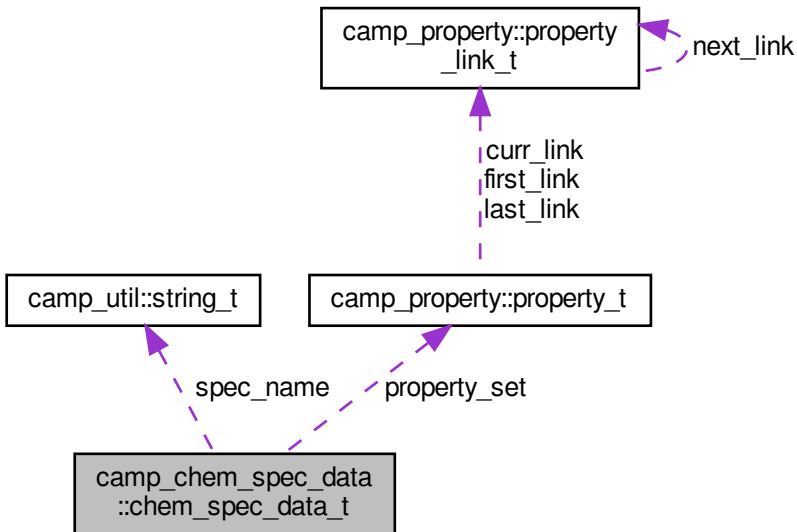 camp_property::property
_link_t
next_link
curr_link
first_link
last_link
camp_util::string_t
camp_property::property_t
spec_name
property_set
camp_chem_spec_data
::chem_spec_data_t